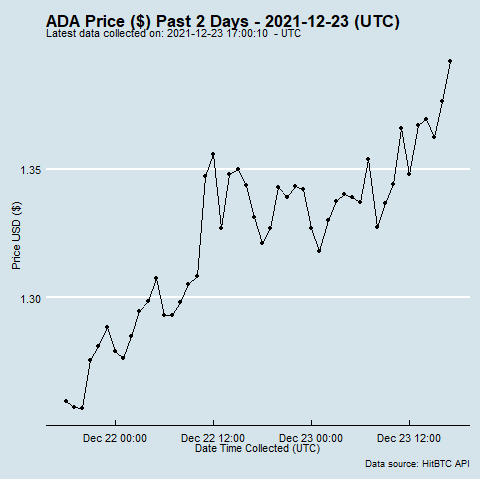 ADA Price ($) Past 2 Days - 2021-12-23 (UTC)
Latest data collected on: 2021-12-23 17:00:10 - UTC
Price USD ($)
1.35
1.30
Dec 22 00:00 Dec 22 12:00 Dec 23 00:00 Dec 23 12:00
Date Time Collected (UTC)
Data source: HitBTC API